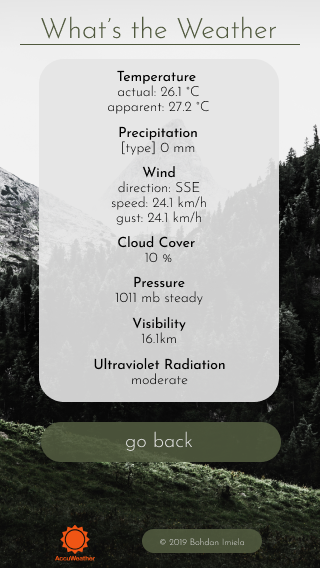 What's the Weather
Temperature
actual: 26.1 °C
apparent: 27.2 °C
Precipitation
[type] 0 mm
Wind
direction: SSE
speed: 24.1 km/h
gust: 24.1 km/h
Cloud Cover
10 %
Pressure
1011 mb steady
Visibility
16.1km
Ultraviolet Radiation
moderate
go back
AccuWeather
© 2019 Bohdan Imiela